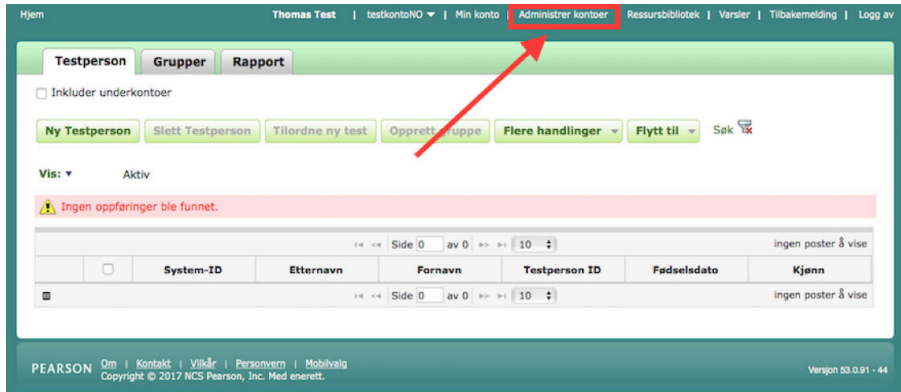 Hjem Thomas Test | testkontoNO ▼ | Min konto | Administrer kontoer Ressursbibliotek | Varsler | Tilbakemelding | Logg av
Testperson Grupper Rapport
Inkluder underkontoer
Ny Testperson Slett Testperson Tilordne ny test Opprett gruppe Flere handlinger Flytt til Søk
Vis: ▼ Aktiv
Ingen oppføringer ble funnet.
Side 0 av 0 10 ingen poster å vise
System-ID Etternavn Fornavn Testperson ID Fødselsdato Kjønn
Side 0 av 0 10 ingen poster å vise
PEARSON Om | Kontakt | Vilkår | Personvern | Mobilvalg
Copyright © 2017 NCS Pearson, Inc. Med enerett.
Versjon 53.0.91 - 44